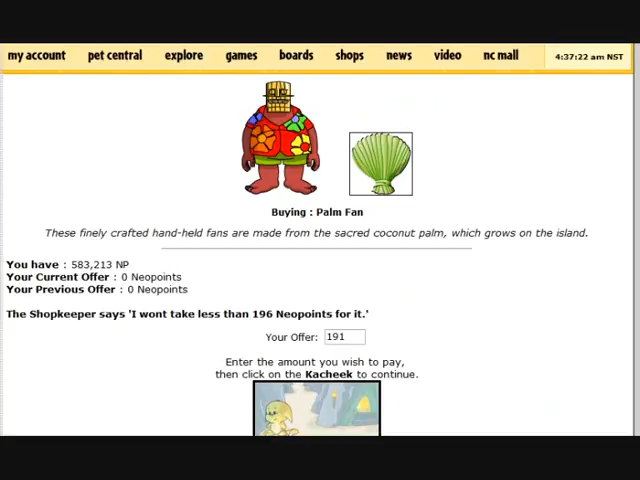 my account pet central explore games boards shops news video nc mall 4:37:22 am NST
Buying : Palm Fan
These finely crafted hand-held fans are made from the sacred coconut palm, which grows on the island.
You have : 583,213 NP
Your Current Offer : 0 Neopoints
Your Previous Offer : 0 Neopoints
The Shopkeeper says 'I wont take less than 196 Neopoints for it.'
Your Offer: 191
Enter the amount you wish to pay,
then click on the Kacheek to continue.